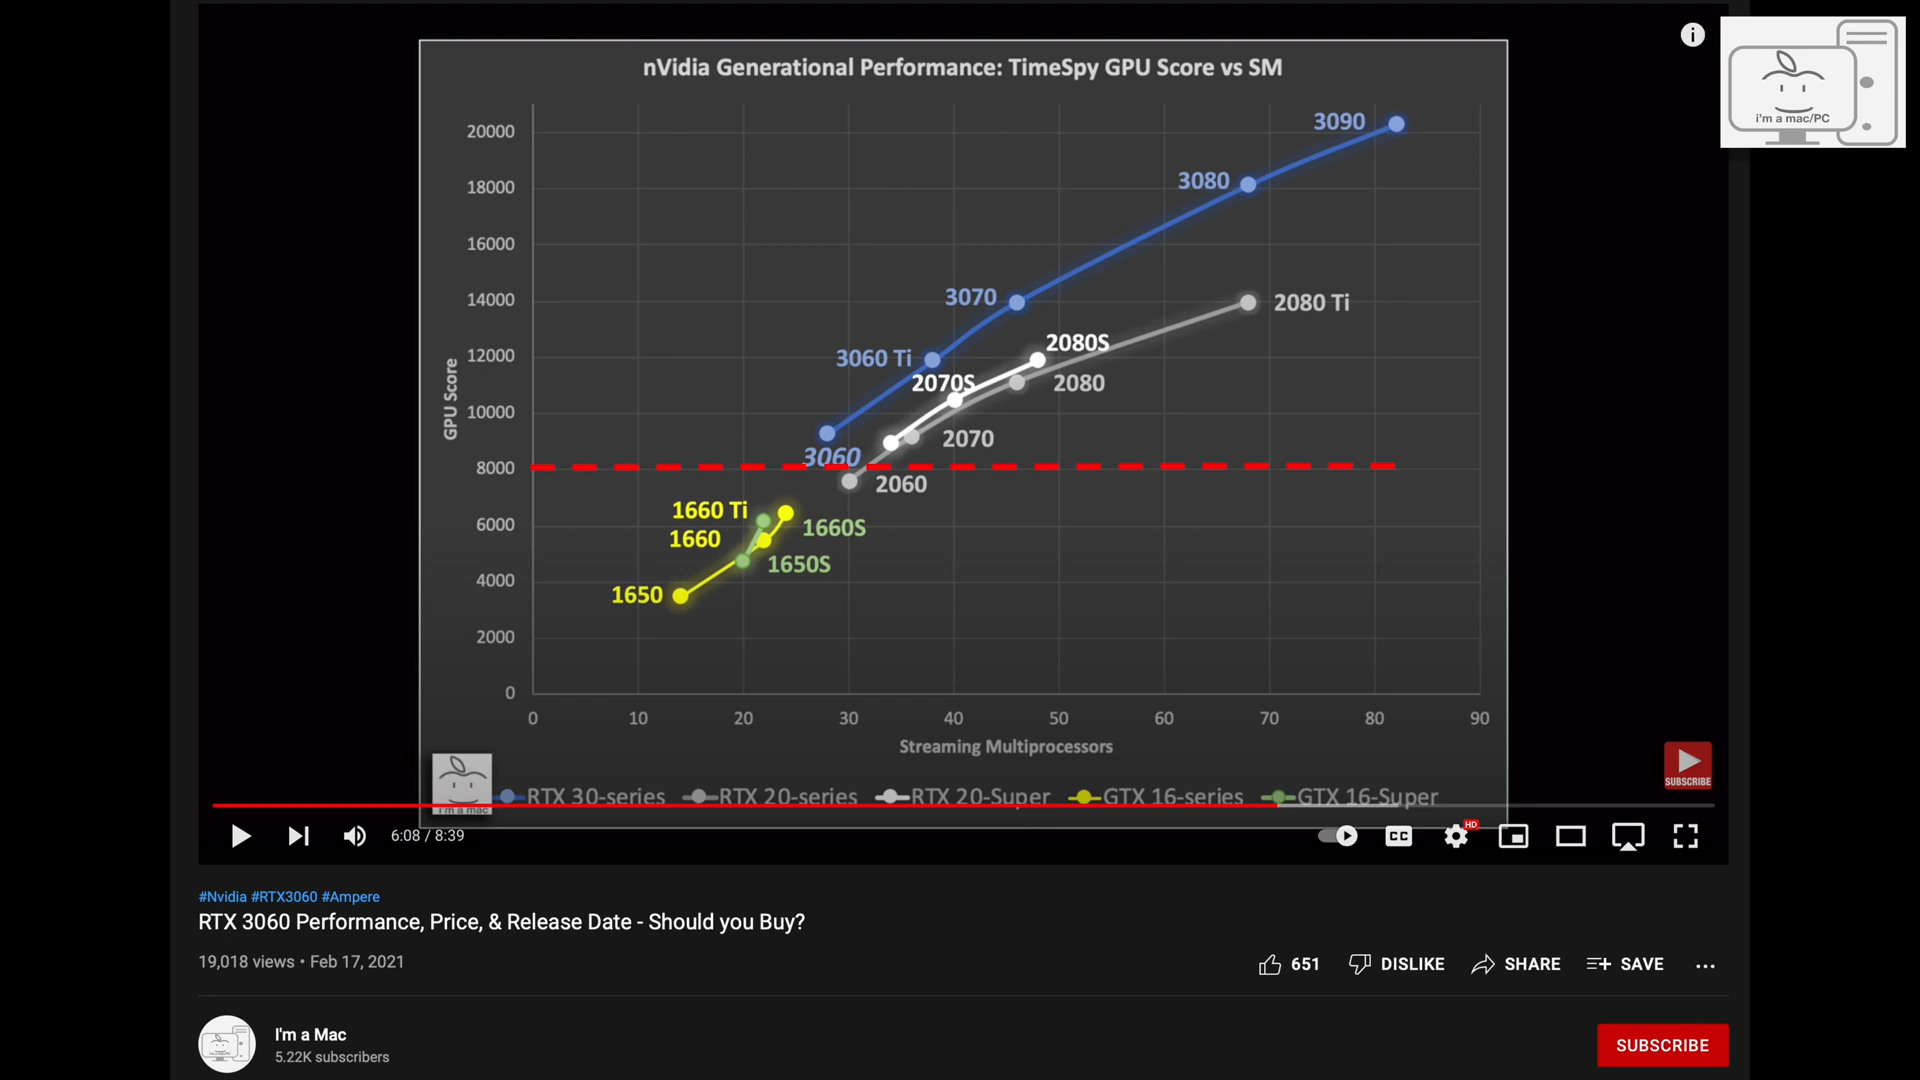 nVidia Generational Performance: TimeSpy GPU Score vs SM
i'm a mac/PC
20000
18000
16000
14000
12000
10000
8000
6000
4000
2000
0
GPU Score
3090
3080
3070
2080 Ti
3060 Ti
2080S
2070S
2080
2070
3060
2060
1660 Ti
1660S
1660
1650S
1650
0 10 20 30 40 50 60 70 80 90
Streaming Multiprocessors
SUBSCRIBE
i'm a mac
RTX 30-series RTX 20-series RTX 20-Super GTX 16-series GTX 16-Super
6:08 / 8:39
CC
HD
#Nvidia #RTX3060 #Ampere
RTX 3060 Performance, Price, & Release Date - Should you Buy?
19,018 views • Feb 17, 2021
651 DISLIKE SHARE SAVE
I'm a Mac
5.22K subscribers
SUBSCRIBE